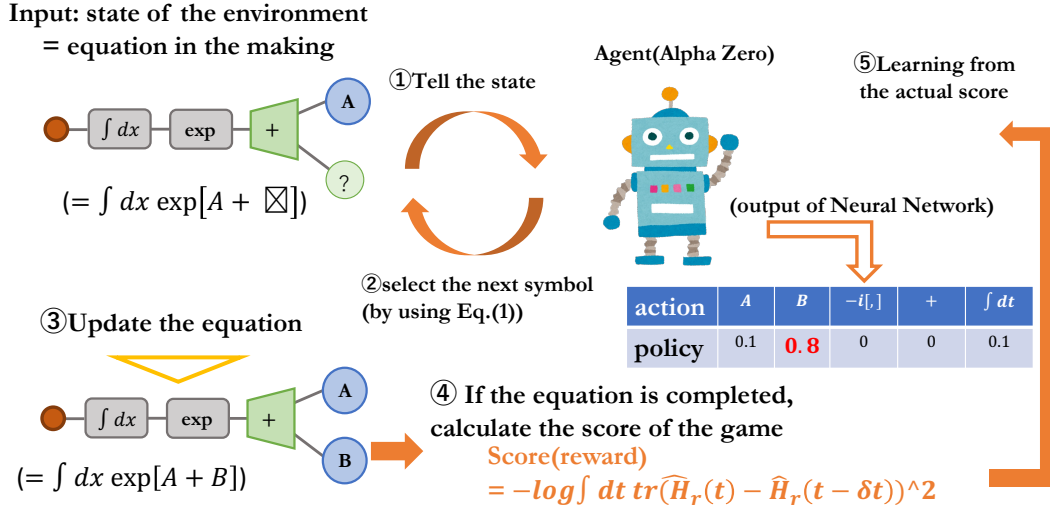 Input: state of the environment
= equation in the making
∫ dx
exp
+
A
?
(= ∫ dx exp[A + ☒])
①Tell the state
Agent(Alpha Zero)
⑤Learning from
the actual score
(output of Neural Network)
②select the next symbol
(by using Eq.(1))
action A B −i[,] + ∫ dt
policy 0.1 0.8 0 0 0.1
③Update the equation
∫ dx
exp
+
A
B
(= ∫ dx exp[A + B])
④ If the equation is completed,
calculate the score of the game
Score(reward)
= −log∫ dt tr(Ĥ_r(t) − Ĥ_r(t − δt))^2